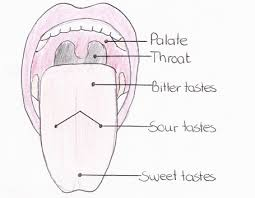 Palate
Throat
Bitter tastes
Sour tastes
Sweet tastes